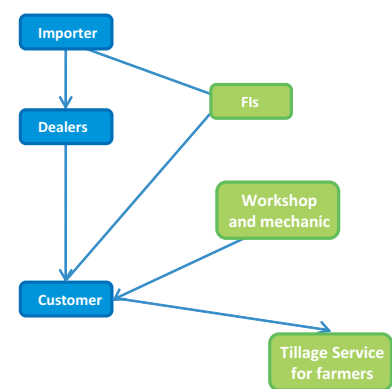 Importer
FIs
Dealers
Workshop
and mechanic
Customer
Tillage Service
for farmers